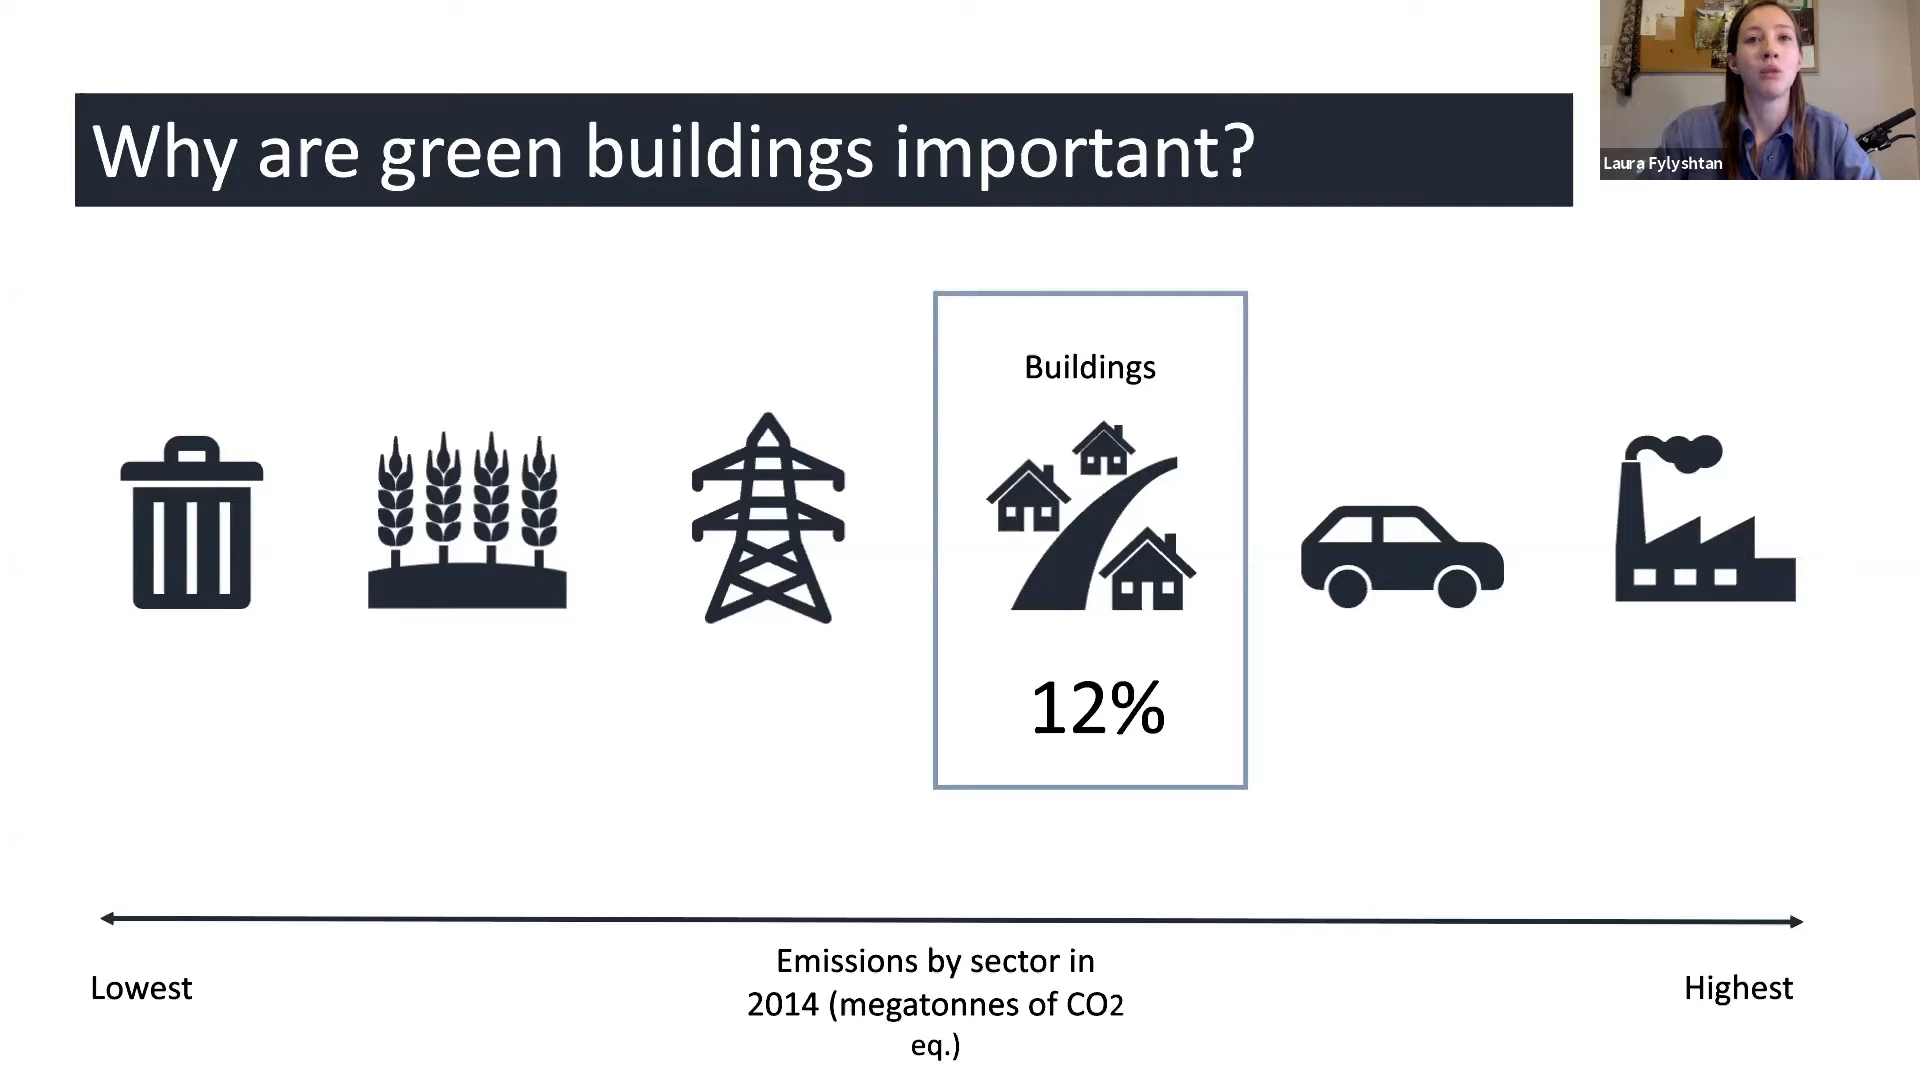 Why are green buildings important?
Laura Fylyshtan
Buildings
12%
Lowest
Emissions by sector in
2014 (megatonnes of CO2
eq.)
Highest